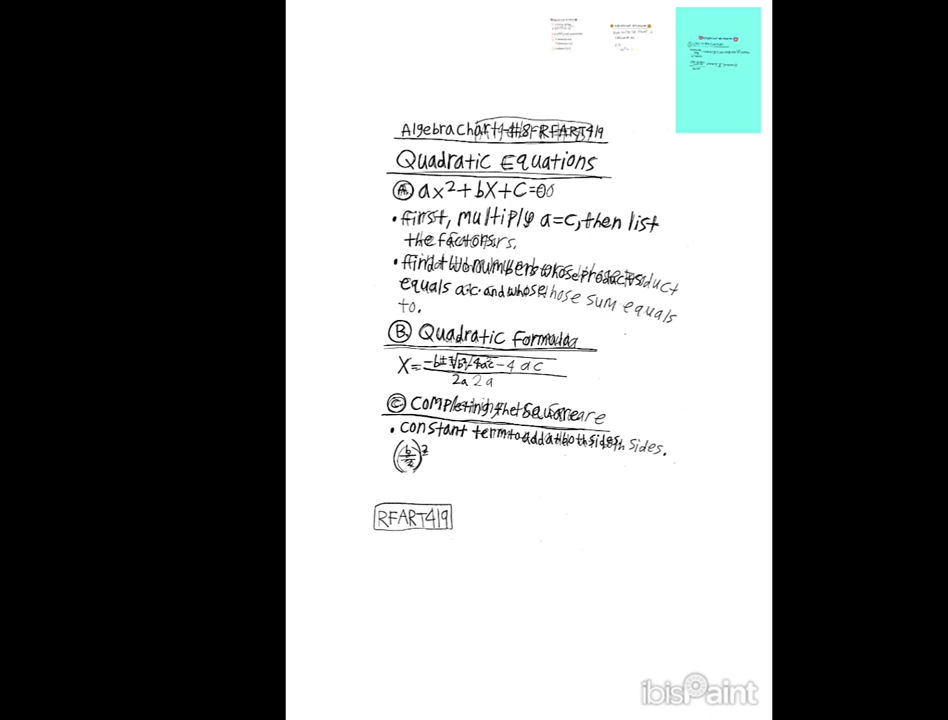 Algebra Chart #8 - RFART419
Quadratic Equations
A. ax²+bx+c=0
• first, multiply a=c, then list
the factors.
• find two numbers whose product
equals a·c and whose sum equals
to.
B. Quadratic Formula
X= -b±√b²-4ac
2a
C. Completing the Square
• constant term to add at both sides.
(b/2)²
RFART419
ibisPaint